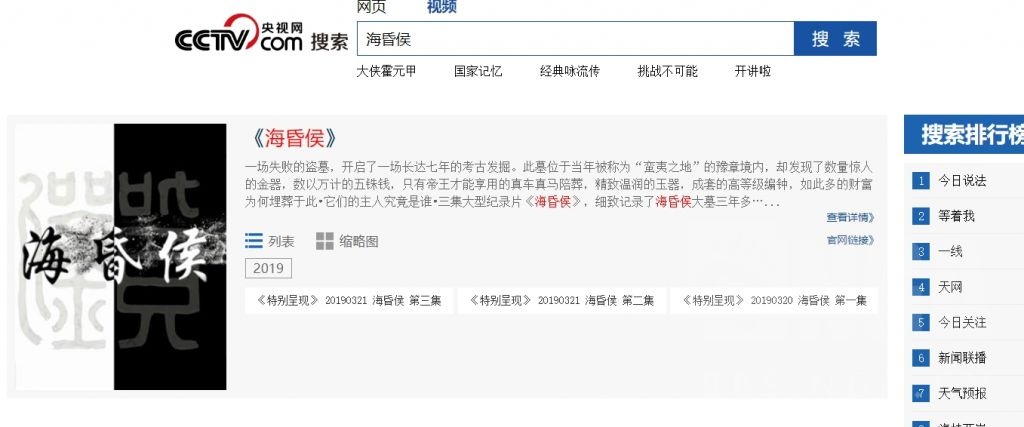 网页 视频
CCTV 央视网 .com 搜索
海昏侯 搜 索
大侠霍元甲 国家记忆 经典咏流传 挑战不可能 开讲啦
《海昏侯》
一场失败的盗墓，开启了一场长达七年的考古发掘。此墓位于当年被称为“蛮夷之地”的豫章境内，却发现了数量惊人
的金器，数以万计的五铢钱，只有帝王才能享用的真车真马陪葬，精致温润的玉器，成套的高等级编钟，如此多的财富
为何埋葬于此•它们的主人究竟是谁•三集大型纪录片《海昏侯》，细致记录了海昏侯大墓三年多…...
查看详情》
列表 缩略图 官网链接》
2019
《特别呈现》 20190321 海昏侯 第三集
《特别呈现》 20190321 海昏侯 第二集
《特别呈现》 20190320 海昏侯 第一集
海昏侯
搜索排行榜
1 今日说法
2 等着我
3 一线
4 天网
5 今日关注
6 新闻联播
7 天气预报